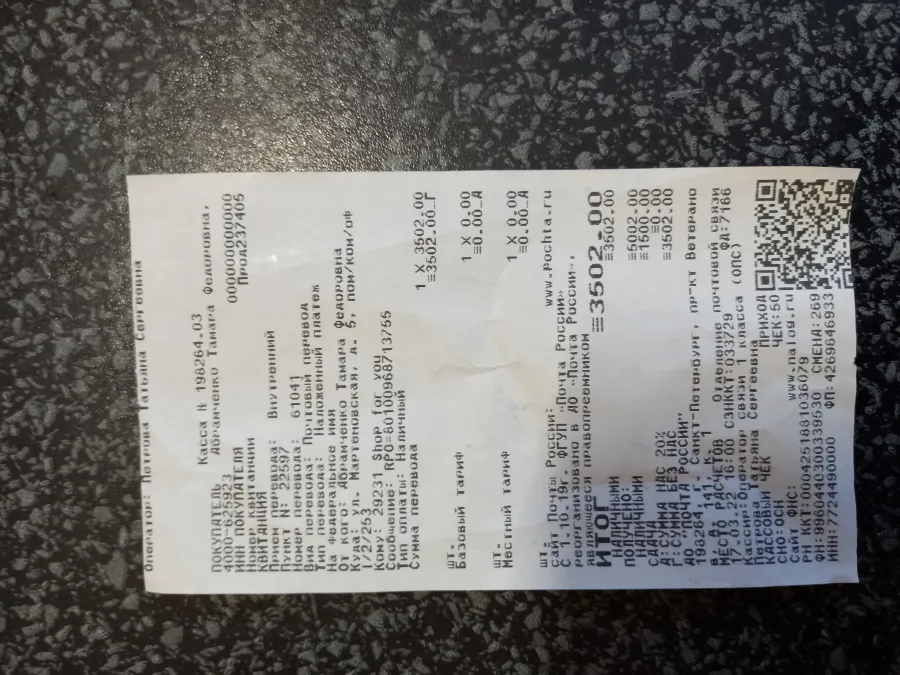 Оператор: Петрова Татьяна Сергеевна
Касса № 198264.03
ПОКУПАТЕЛЬ Абрамченко Тамара Федоровна,
4000-625923
ИНН ПОКУПАТЕЛЯ 000000000000
Номер квитанции Прод237405
КВИТАНЦИЯ
Прием перевода: Внутренний
Пункт N: 22597
Номер перевода: 61041
Вид перевода: Почтовый перевод
Тип перевода: Наложенный платеж
На Федеральное имя
От кого: Абрамченко Тамара Федоровна
Куда: ул. Мартеновская, д. 5, пом/ком/оф
172/253
Кому: 29231 Shop for you
Сообщение: RPO=80100968713755
Тип оплаты: Наличный
Сумма перевода
1 X 3502.00
≡3502.00_Г
шт.
Базовый тариф
1 X 0.00
≡0.00_А
шт.
Местный тариф
1 X 0.00
≡0.00_А
шт.
Сайт Почты России: www.pochta.ru
С 1.10.19г. ФГУП «Почта России»
реорганизовано в АО «Почта России»,
являющееся правопреемником
ИТОГ ≡3502.00
НАЛИЧНЫМИ ≡3502.00
ПОЛУЧЕНО:
НАЛИЧНЫМИ ≡5002.00
СДАЧА ≡1500.00
А:СУММА НДС 20% ≡0.00
Г:СУММА БЕЗ НДС ≡3502.00
АО "ПОЧТА РОССИИ"
198264, г. Санкт-Петербург, пр-кт Ветерано
в, д. 141, к. 1
МЕСТО РАСЧЕТОВ Отделение почтовой связи
17.03.22 16:00 СЗНККТ:033729 ФД:7166
Кассир:Оператор связи 1 класса (ОПС)
Петрова Татьяна Сергеевна
КАССОВЫЙ ЧЕК ПРИХОД
СНО:ОСН ЧЕК:50
Сайт ФНС: www.nalog.ru
РН ККТ:0004251881036079
ФН:9960440300339530 СМЕНА:269
ИНН:7724490000 ФП:4269646933